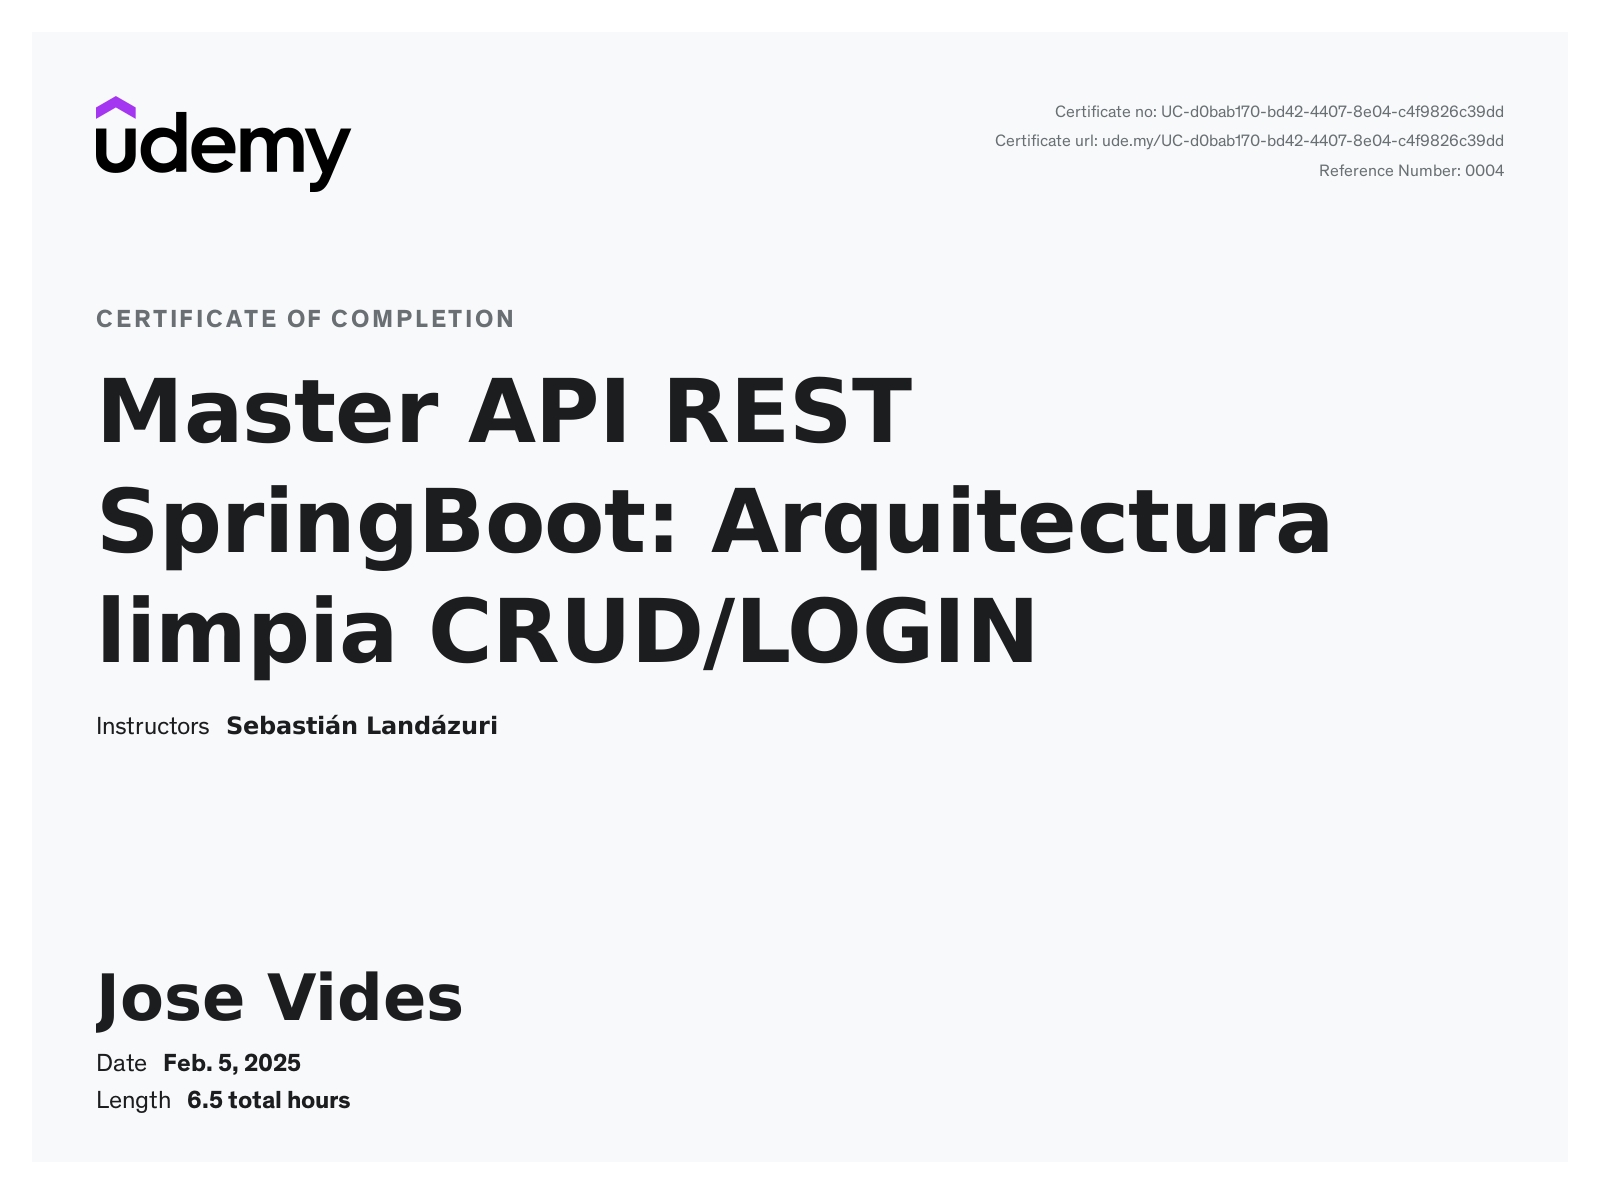 udemy
Certificate no: UC-d0bab170-bd42-4407-8e04-c4f9826c39dd
Certificate url: ude.my/UC-d0bab170-bd42-4407-8e04-c4f9826c39dd
Reference Number: 0004
CERTIFICATE OF COMPLETION
Master API REST
SpringBoot: Arquitectura
limpia CRUD/LOGIN
Instructors Sebastián Landázuri
Jose Vides
Date Feb. 5, 2025
Length 6.5 total hours